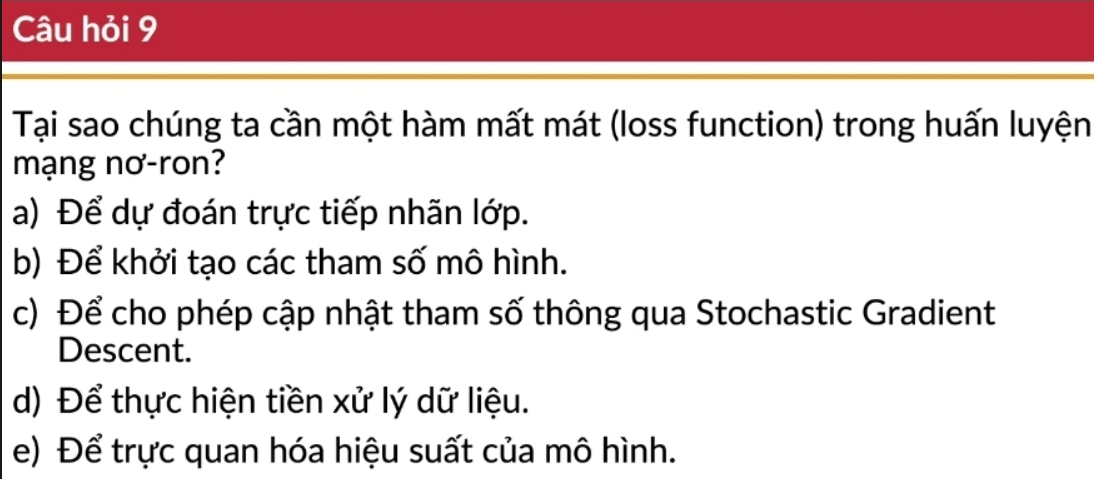 Câu hỏi 9
Tại sao chúng ta cần một hàm mất mát (loss function) trong huấn luyện
mạng nơ-ron?
a) Để dự đoán trực tiếp nhãn lớp.
b) Để khởi tạo các tham số mô hình.
c) Để cho phép cập nhật tham số thông qua Stochastic Gradient
Descent.
d) Để thực hiện tiền xử lý dữ liệu.
e) Để trực quan hóa hiệu suất của mô hình.